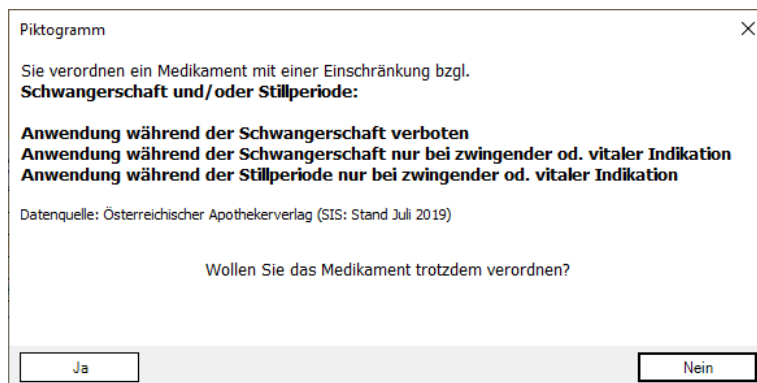 Piktogramm
Sie verordnen ein Medikament mit einer Einschränkung bzgl.
Schwangerschaft und/oder Stillperiode:
Anwendung während der Schwangerschaft verboten
Anwendung während der Schwangerschaft nur bei zwingender od. vitaler Indikation
Anwendung während der Stillperiode nur bei zwingender od. vitaler Indikation
Datenquelle: Österreichischer Apothekerverlag (SIS: Stand Juli 2019)
Wollen Sie das Medikament trotzdem verordnen?
Ja
Nein